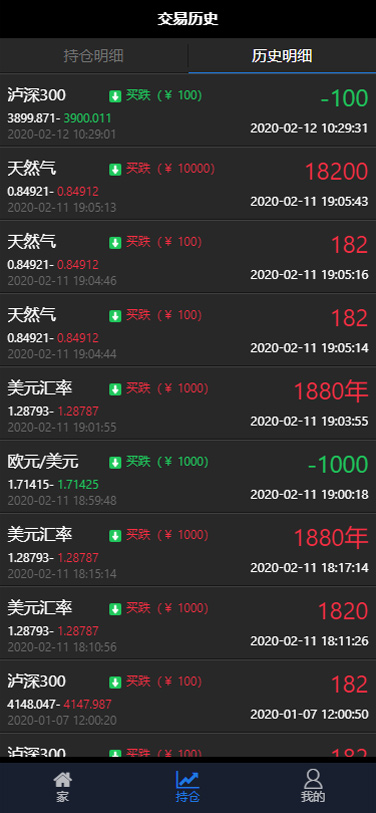 交易历史
持仓明细 历史明细
泸深300 买跌（¥ 100） -100
3899.871- 3900.011
2020-02-12 10:29:01 2020-02-12 10:29:31
天然气 买跌（¥ 10000） 18200
0.84921- 0.84912
2020-02-11 19:05:13 2020-02-11 19:05:43
天然气 买跌（¥ 100） 182
0.84921- 0.84912
2020-02-11 19:04:46 2020-02-11 19:05:16
天然气 买跌（¥ 100） 182
0.84921- 0.84912
2020-02-11 19:04:44 2020-02-11 19:05:14
美元汇率 买跌（¥ 1000） 1880年
1.28793- 1.28787
2020-02-11 19:01:55 2020-02-11 19:03:55
欧元/美元 买跌（¥ 1000） -1000
1.71415- 1.71425
2020-02-11 18:59:48 2020-02-11 19:00:18
美元汇率 买跌（¥ 1000） 1880年
1.28793- 1.28787
2020-02-11 18:15:14 2020-02-11 18:17:14
美元汇率 买跌（¥ 1000） 1820
1.28793- 1.28787
2020-02-11 18:10:56 2020-02-11 18:11:26
泸深300 买跌（¥ 100） 182
4148.047- 4147.987
2020-01-07 12:00:20 2020-01-07 12:00:50
泸深300 买跌（¥ 100） 182
家 持仓 我的